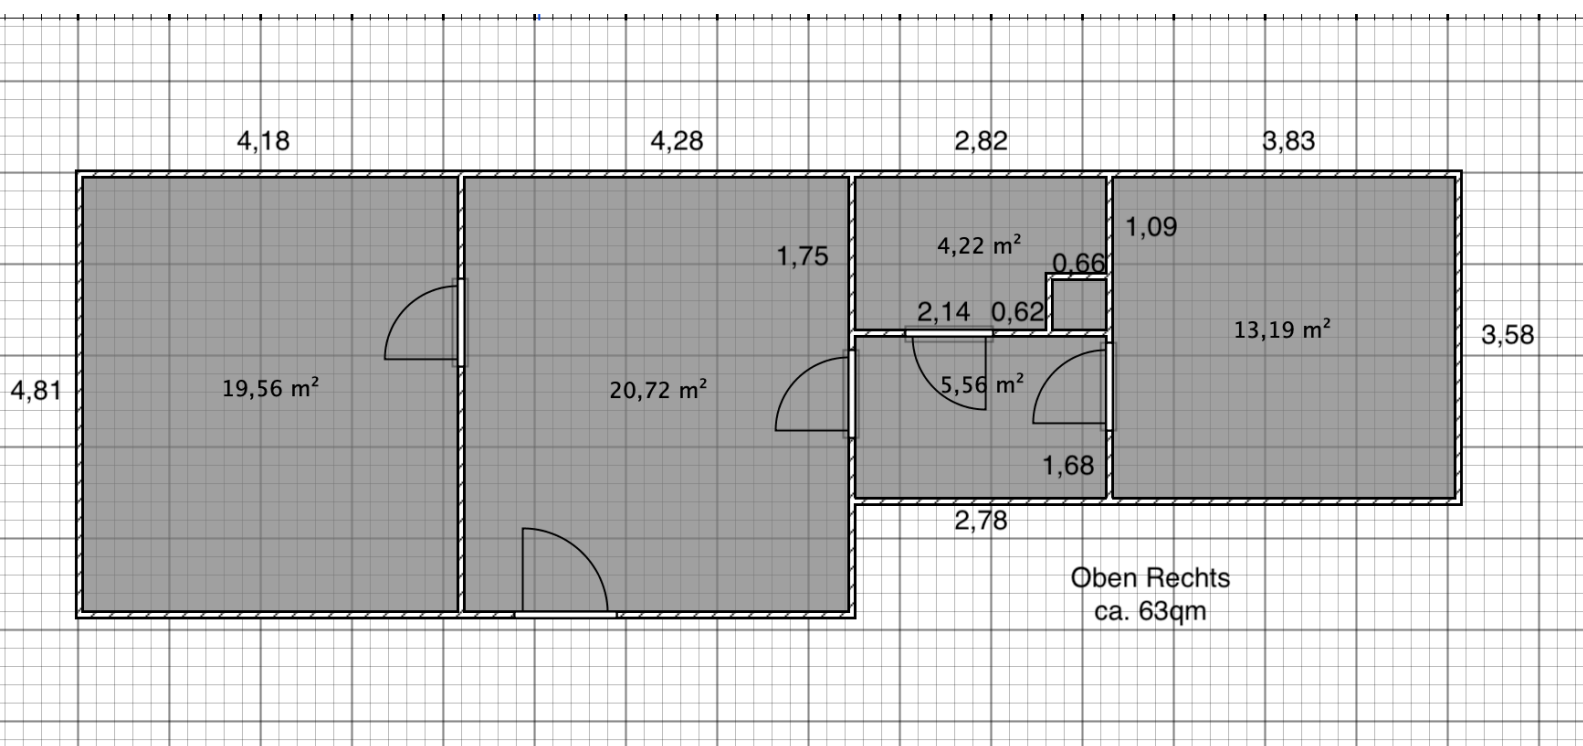 4,18
4,28
2,82
3,83
1,09
4,22 m²
1,75
0,66
2,14
0,62
13,19 m²
3,58
5,56 m²
4,81
19,56 m²
20,72 m²
1,68
2,78
Oben Rechts
ca. 63qm